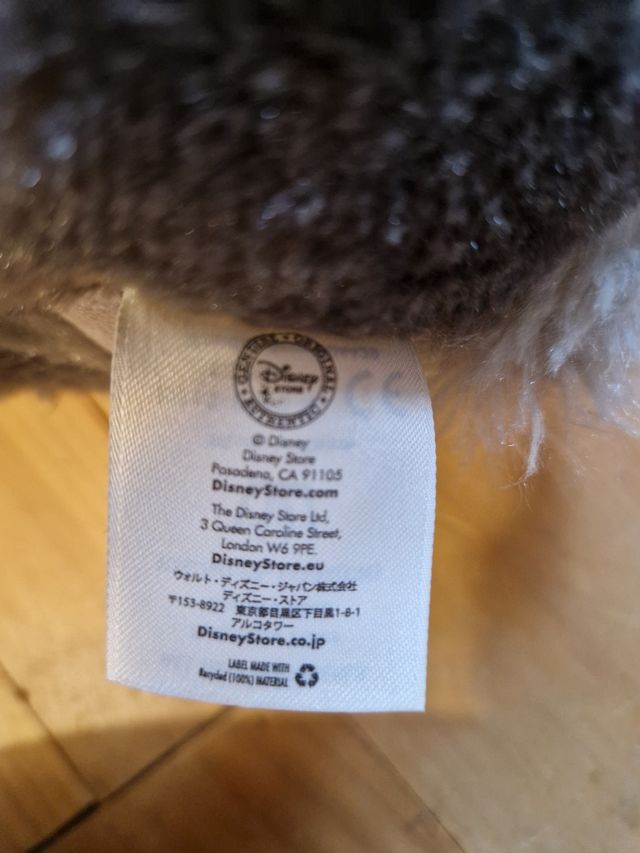 GENUINE · ORIGINAL
Disney
STORE
AUTHENTIC
© Disney
Disney Store
Pasadena, CA 91105
DisneyStore.com
The Disney Store Ltd,
3 Queen Caroline Street,
London W6 9PE.
DisneyStore.eu
ウォルト・ディズニー・ジャパン株式会社
ディズニー・ストア
〒153-8922 東京都目黒区下目黒1-8-1
アルコタワー
DisneyStore.co.jp
LABEL MADE WITH
Recycled (100%) MATERIAL